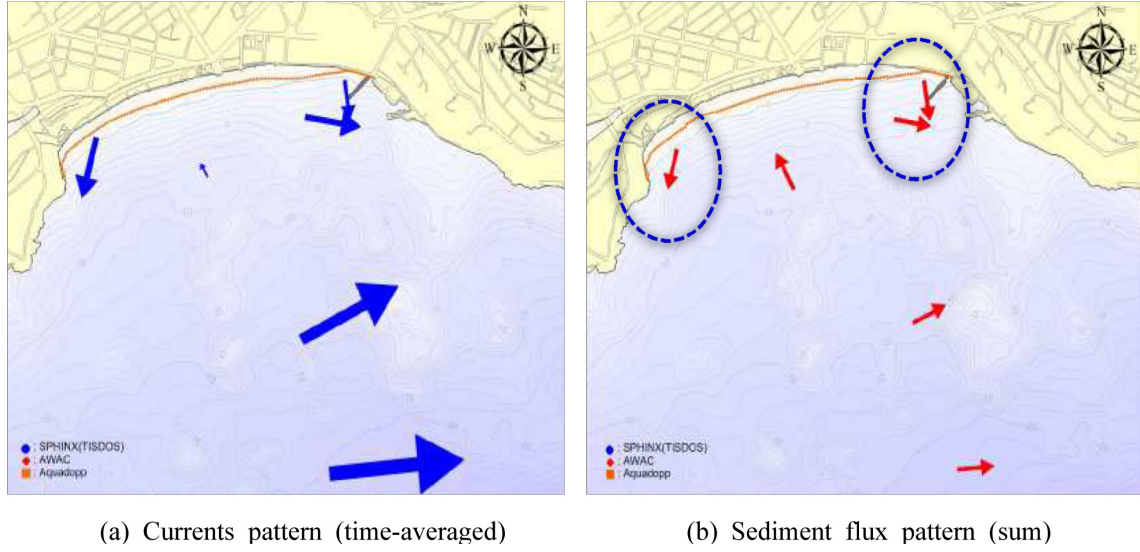 N
W E
S
● : SPHINX(TISDOS)
◆ : AWAC
■ : Aquadopp
(a) Currents pattern (time-averaged)
N
W E
S
● : SPHINX(TISDOS)
◆ : AWAC
■ : Aquadopp
(b) Sediment flux pattern (sum)